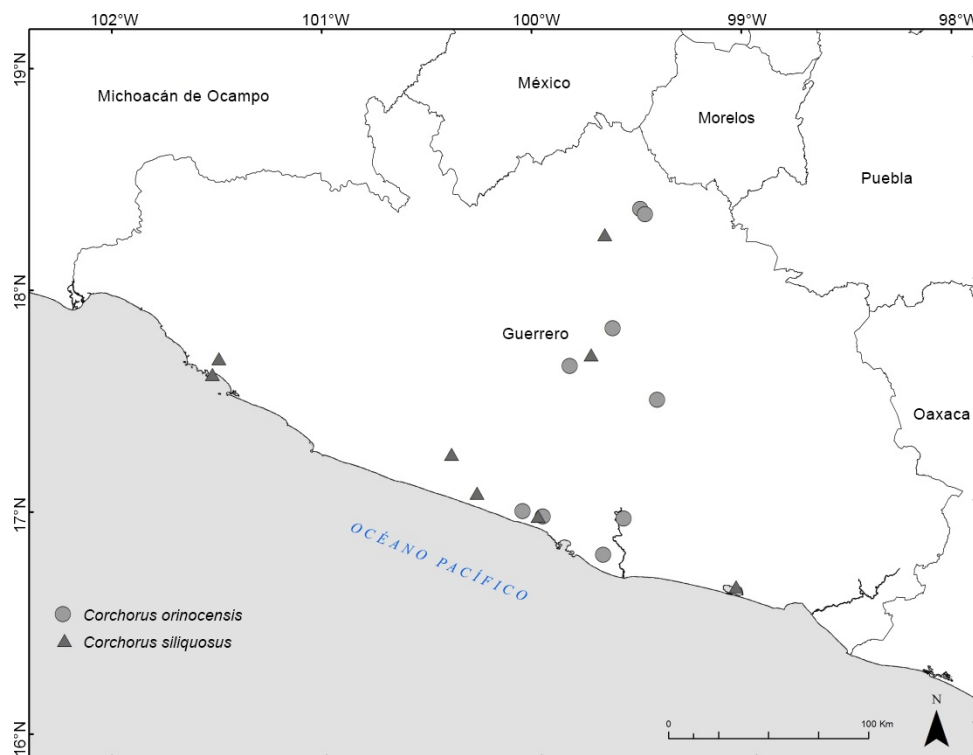 102°W 101°W 100°W 99°W 98°W
19°N
Michoacán de Ocampo
México
Morelos
Puebla
18°N
Guerrero
Oaxaca
17°N
OCÉANO PACÍFICO
Corchorus orinocensis
Corchorus siliquosus
N
0 100 Km
16°N